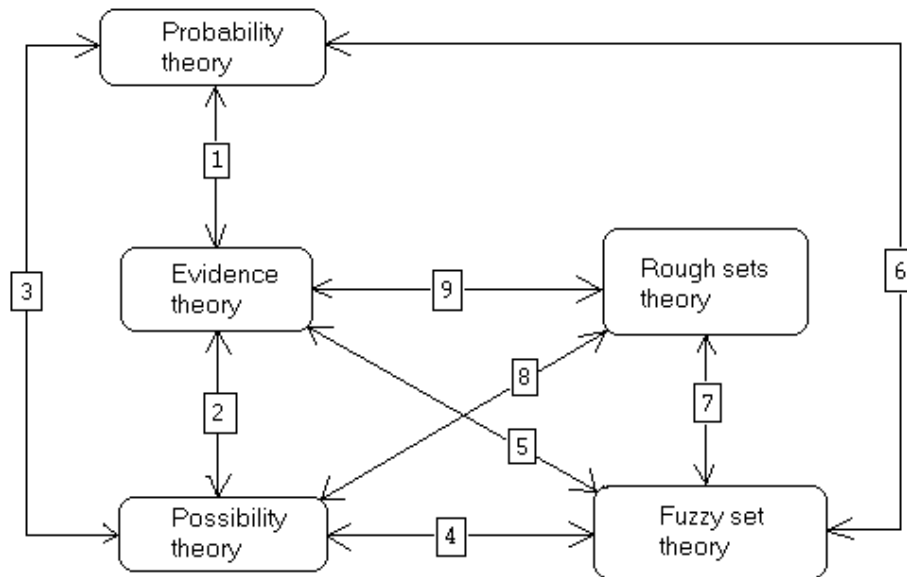 Probability
theory
1
Evidence
theory
9
Rough sets
theory
3
6
8
2
7
5
Possibility
theory
4
Fuzzy set
theory